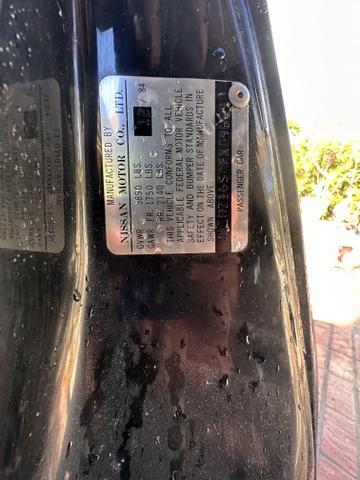 MANUFACTURED BY 12 / 84
NISSAN MOTOR CO., LTD.
GVWR 3650 LBS.
GAWR FR. 1750 LBS.
RR. 2140 LBS.
THIS VEHICLE CONFORMS TO ALL
APPLICABLE FEDERAL MOTOR VEHICLE
SAFETY AND BUMPER STANDARDS IN
EFFECT ON THE DATE OF MANUFACTURE
SHOWN ABOVE.
PASSENGER CAR